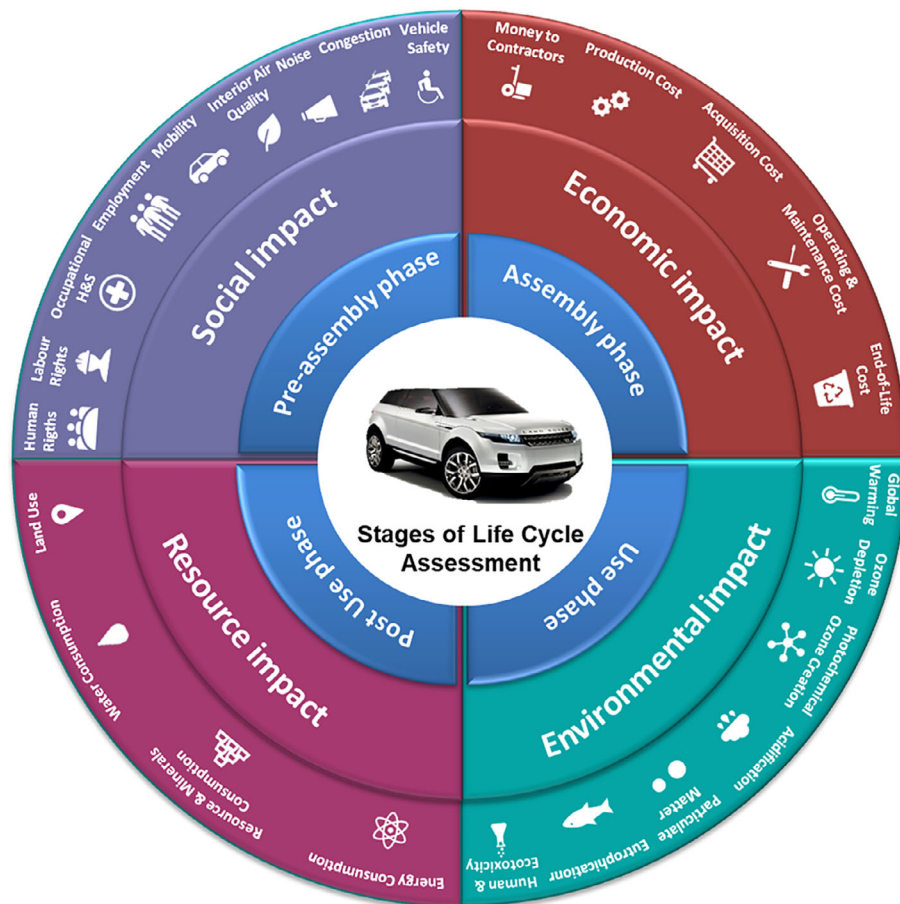 Vehicle
Safety
Congestion
Noise
Interior Air
Quality
Mobility
Employment
Occupational
H&S
Labour
Rights
Human
Rigths
Social impact
Pre-assembly phase
Money to
Contractors
Production Cost
Acquisition Cost
Operating &
Maintenance Cost
End-of-Life
Cost
Economic impact
Assembly phase
LAND ROVER
Stages of Life Cycle
Assessment
Land Use
Water Consumption
Resource & Minerals
Consumption
Energy Consumption
Resource impact
Post Use phase
Global
Warming
Ozone
Depletion
Photochemical
Ozone Creation
Acidification
Particulate
Matter
Eutrophicationr
Human &
Ecotoxicity
Environmental impact
Use phase